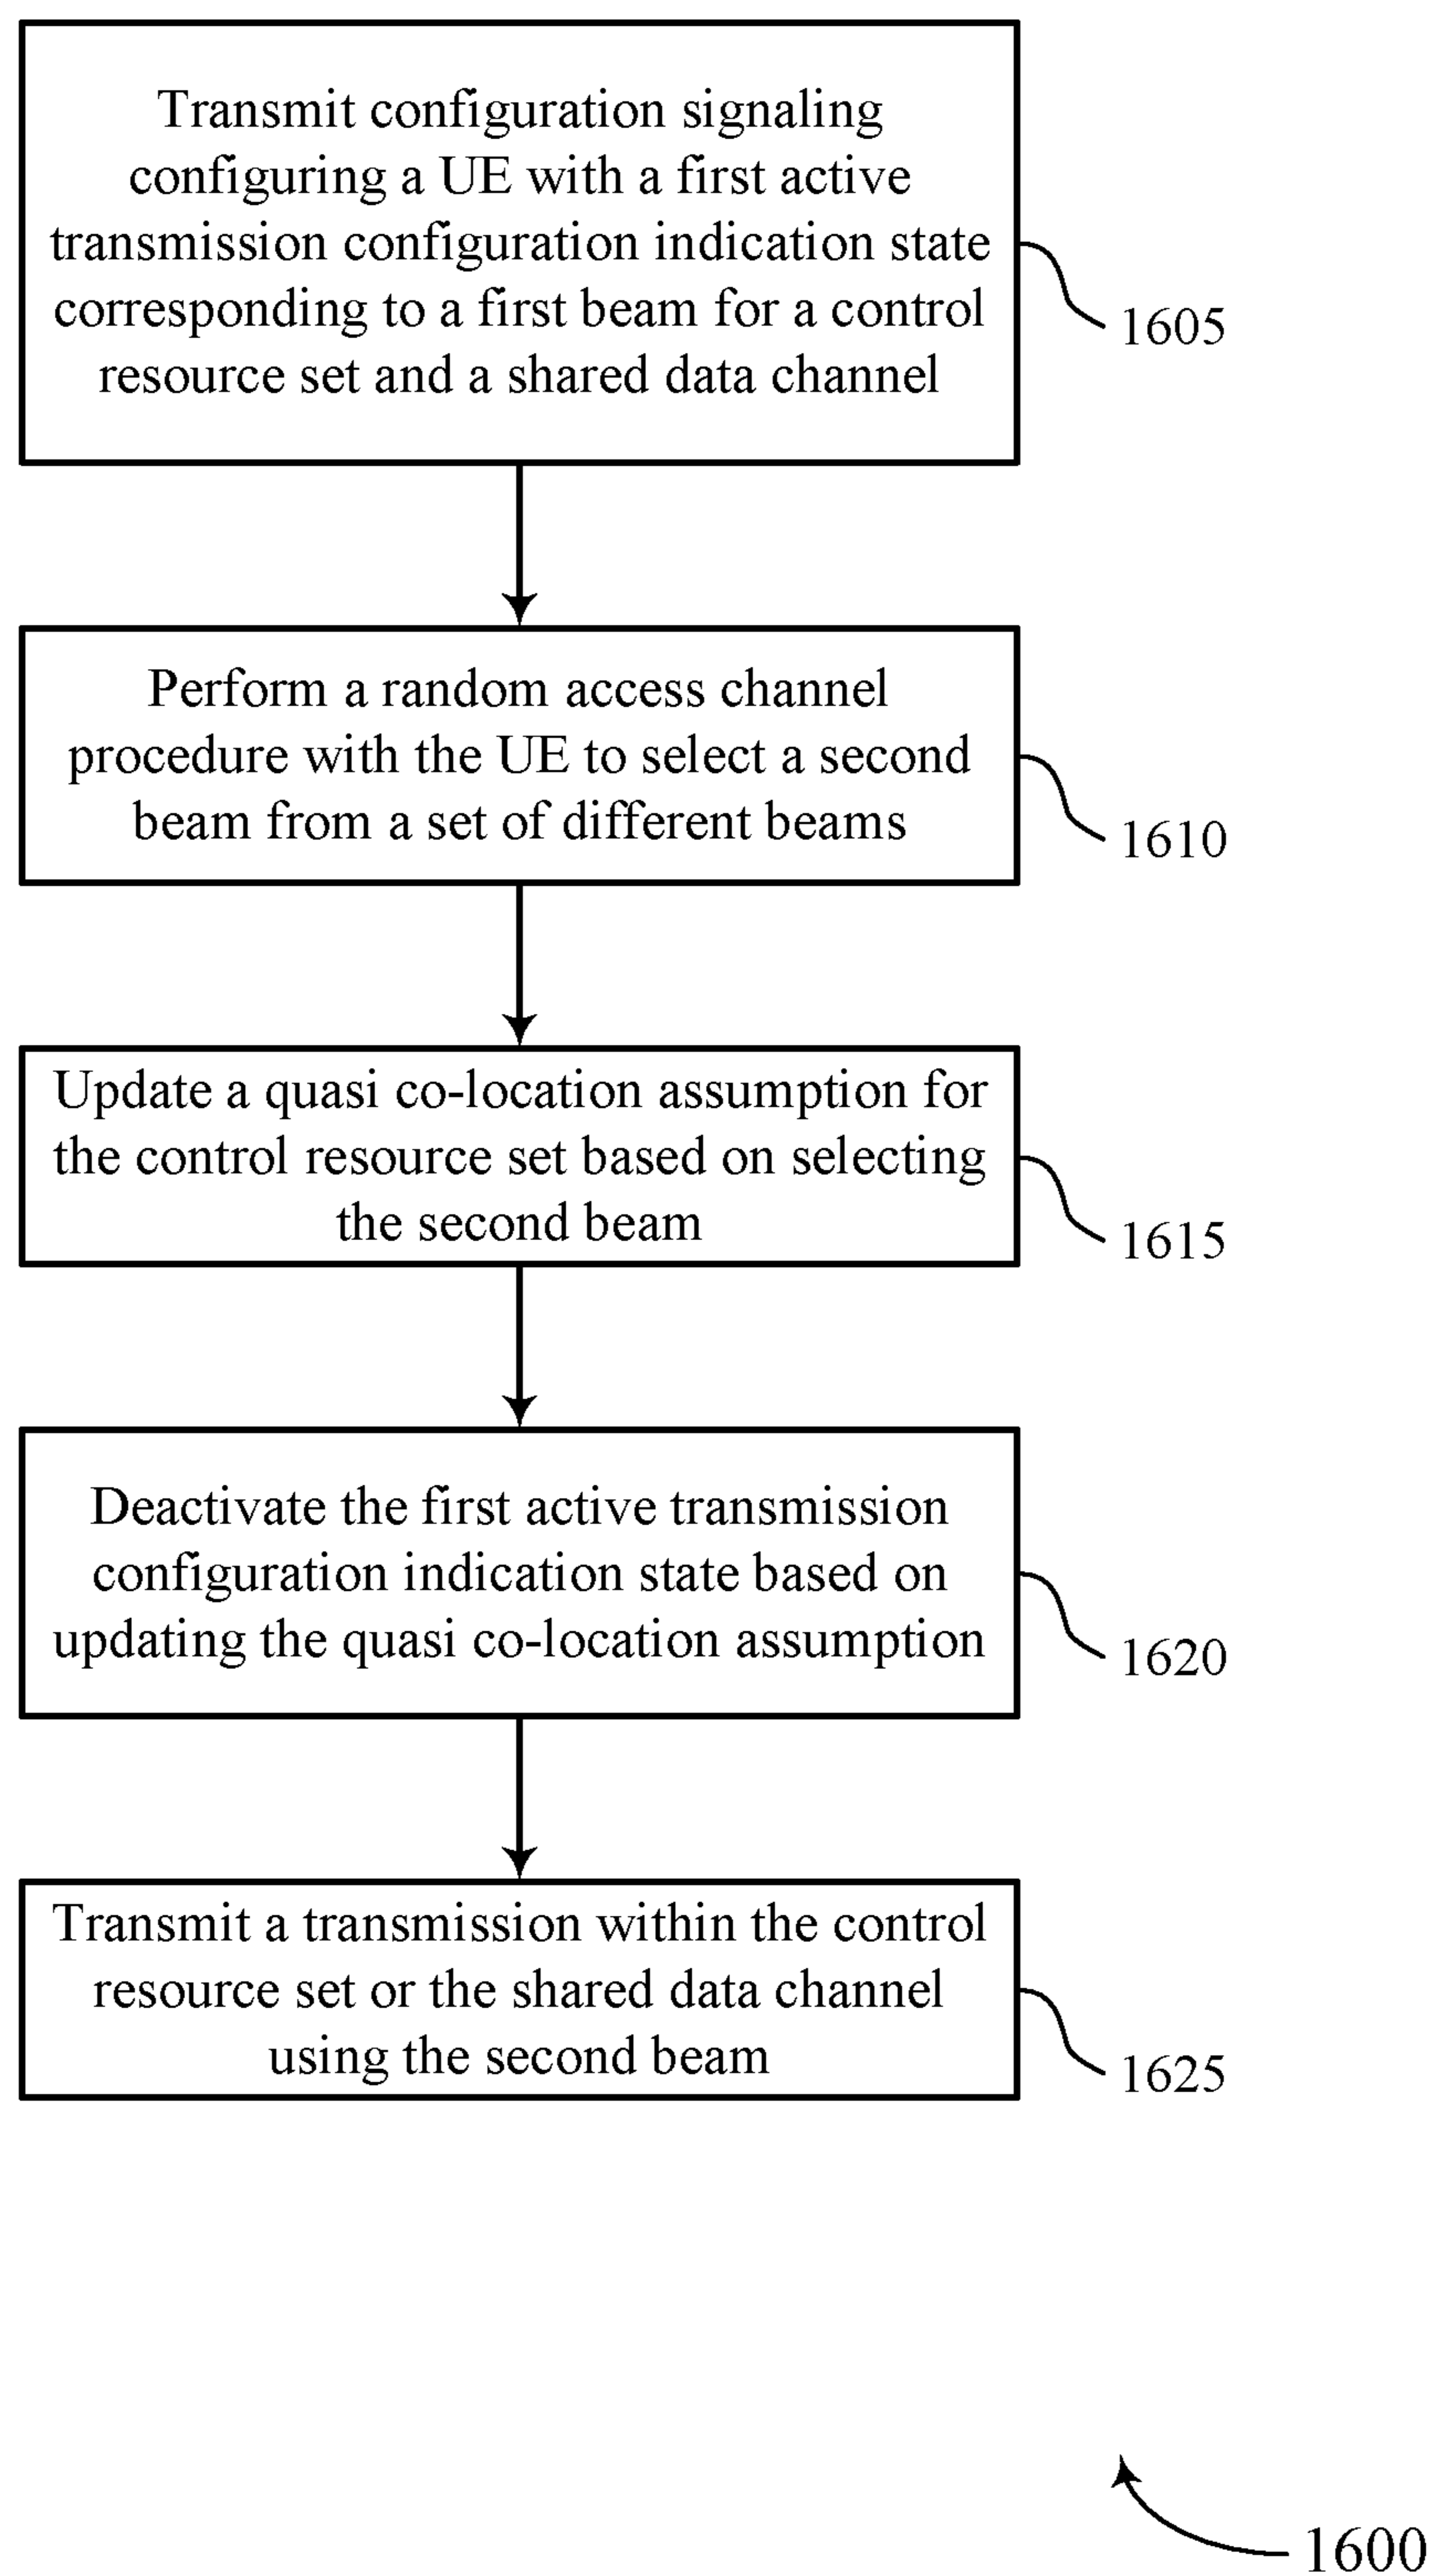 Transmit configuration signaling
configuring a UE with a first active
transmission configuration indication state
corresponding to a first beam for a control
resource set and a shared data channel
1605
Perform a random access channel
procedure with the UE to select a second
beam from a set of different beams
1610
Update a quasi co-location assumption for
the control resource set based on selecting
the second beam
1615
Deactivate the first active transmission
configuration indication state based on
updating the quasi co-location assumption
1620
Transmit a transmission within the control
resource set or the shared data channel
using the second beam
1625
1600